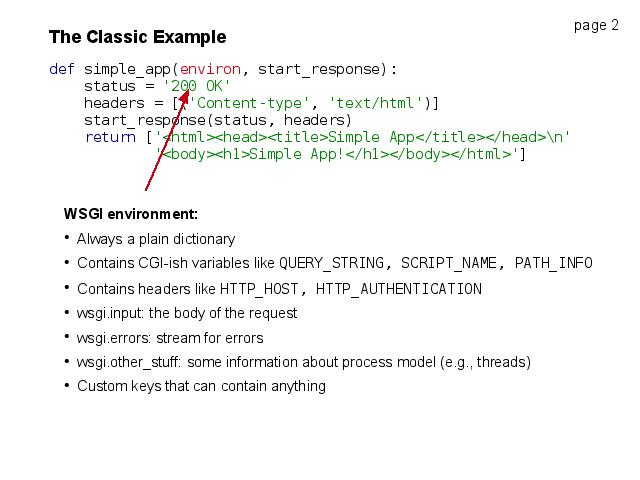 page 2
The Classic Example
def simple_app(environ, start_response):
    status = '200 OK'
    headers = [('Content-type', 'text/html')]
    start_response(status, headers)
    return ['<html><head><title>Simple App</title></head>\n'
            '<body><h1>Simple App!</h1></body></html>']
WSGI environment:
• Always a plain dictionary
• Contains CGI-ish variables like QUERY_STRING, SCRIPT_NAME, PATH_INFO
• Contains headers like HTTP_HOST, HTTP_AUTHENTICATION
• wsgi.input: the body of the request
• wsgi.errors: stream for errors
• wsgi.other_stuff: some information about process model (e.g., threads)
• Custom keys that can contain anything